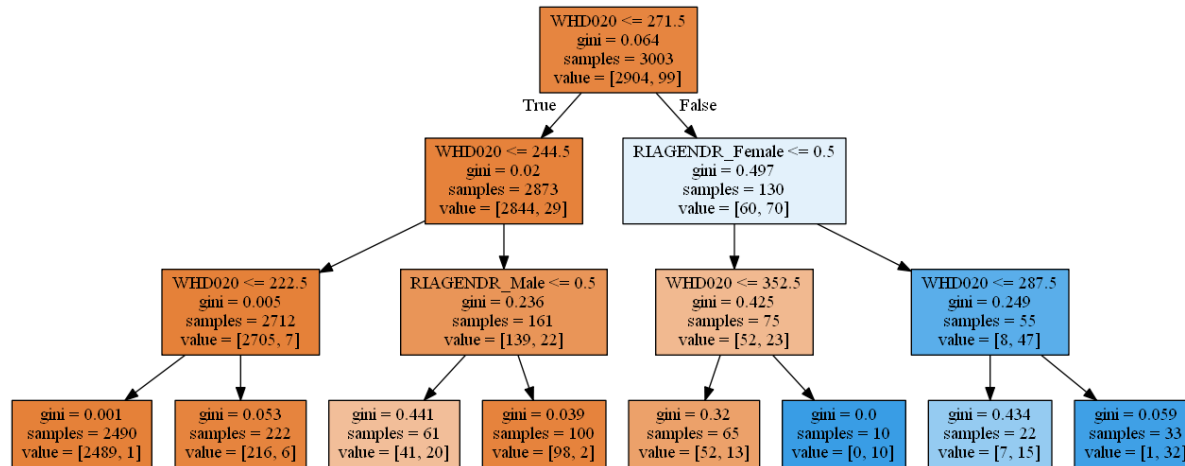 WHD020 <= 271.5
gini = 0.064
samples = 3003
value = [2904, 99]
True
False
WHD020 <= 244.5
gini = 0.02
samples = 2873
value = [2844, 29]
RIAGENDR_Female <= 0.5
gini = 0.497
samples = 130
value = [60, 70]
WHD020 <= 222.5
gini = 0.005
samples = 2712
value = [2705, 7]
RIAGENDR_Male <= 0.5
gini = 0.236
samples = 161
value = [139, 22]
WHD020 <= 352.5
gini = 0.425
samples = 75
value = [52, 23]
WHD020 <= 287.5
gini = 0.249
samples = 55
value = [8, 47]
gini = 0.001
samples = 2490
value = [2489, 1]
gini = 0.053
samples = 222
value = [216, 6]
gini = 0.441
samples = 61
value = [41, 20]
gini = 0.039
samples = 100
value = [98, 2]
gini = 0.32
samples = 65
value = [52, 13]
gini = 0.0
samples = 10
value = [0, 10]
gini = 0.434
samples = 22
value = [7, 15]
gini = 0.059
samples = 33
value = [1, 32]